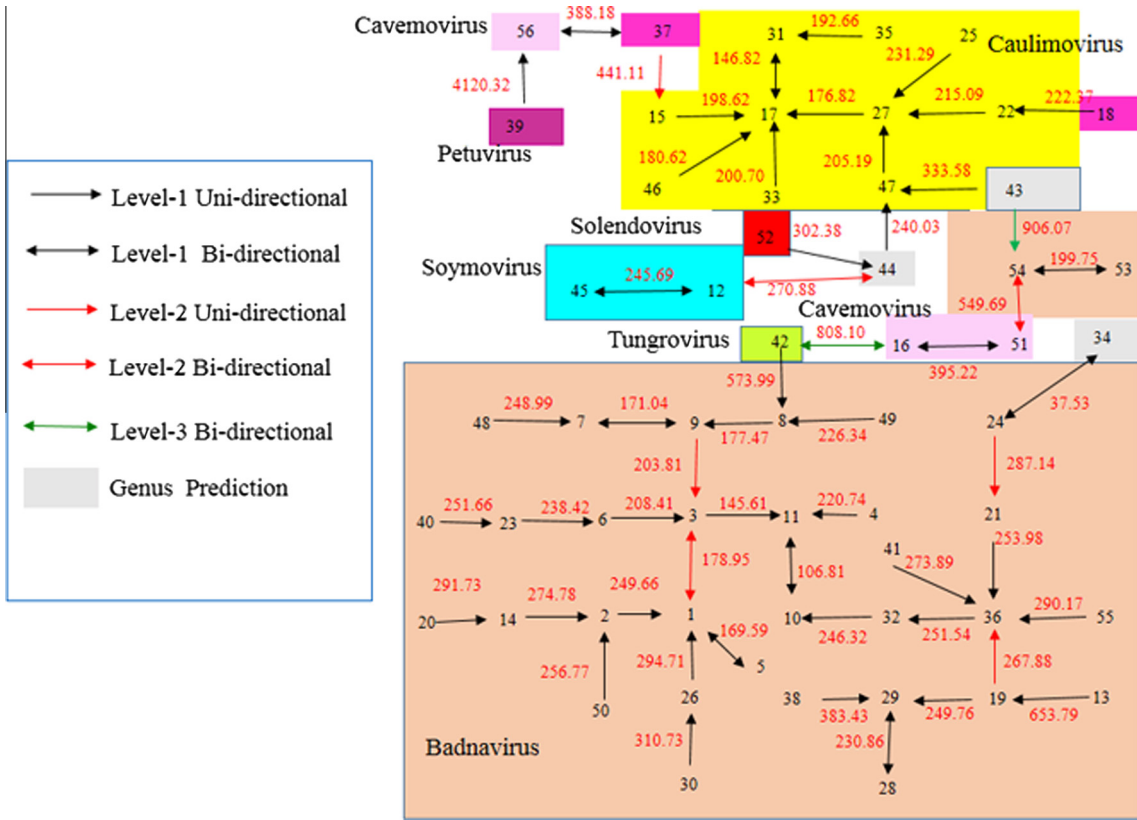 Cavemovirus 56 388.18 37 31 192.66 35 25 Caulimovirus
4120.32 441.11 146.82 231.29
39 15 198.62 17 176.82 27 215.09 22 222.37 18
Petuvirus 180.62 200.70 205.19 333.58
46 33 47 43
Level-1 Uni-directional
Level-1 Bi-directional
Level-2 Uni-directional
Level-2 Bi-directional
Level-3 Bi-directional
Genus Prediction
Solendovirus 52 302.38 240.03 906.07
Soymovirus 245.69 44 54 199.75 53
45 12 270.88
Cavemovirus 549.69
Tungrovirus 42 808.10 16 51 34
573.99 395.22 37.53
48 248.99 7 171.04 9 8 49 24
177.47 226.34
203.81 287.14
40 251.66 23 238.42 6 208.41 3 145.61 11 220.74 4 21
41 253.98
178.95 106.81 273.89
291.73 274.78 249.66 290.17
20 14 2 1 10 32 36 55
169.59 246.32 251.54
256.77 294.71 5 267.88
50 26 38 29 19 13
383.43 249.76 653.79
310.73 230.86
Badnavirus
30 28